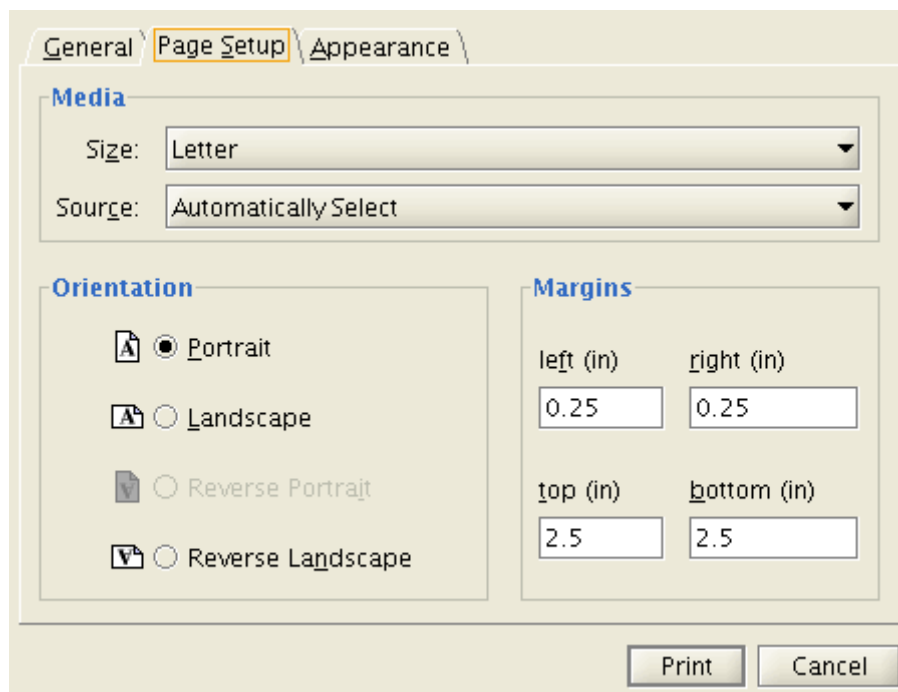 General Page Setup Appearance
Media
Size: Letter
Source: Automatically Select
Orientation
A Portrait
A Landscape
A Reverse Portrait
A Reverse Landscape
Margins
left (in) right (in)
0.25 0.25
top (in) bottom (in)
2.5 2.5
Print Cancel